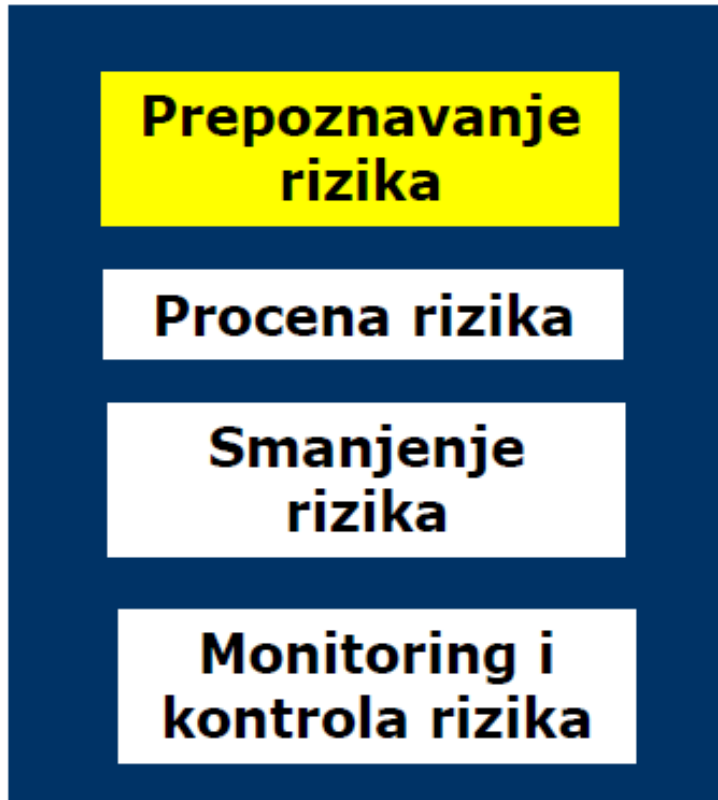 Prepoznavanje
rizika
Procena rizika
Smanjenje
rizika
Monitoring i
kontrola rizika